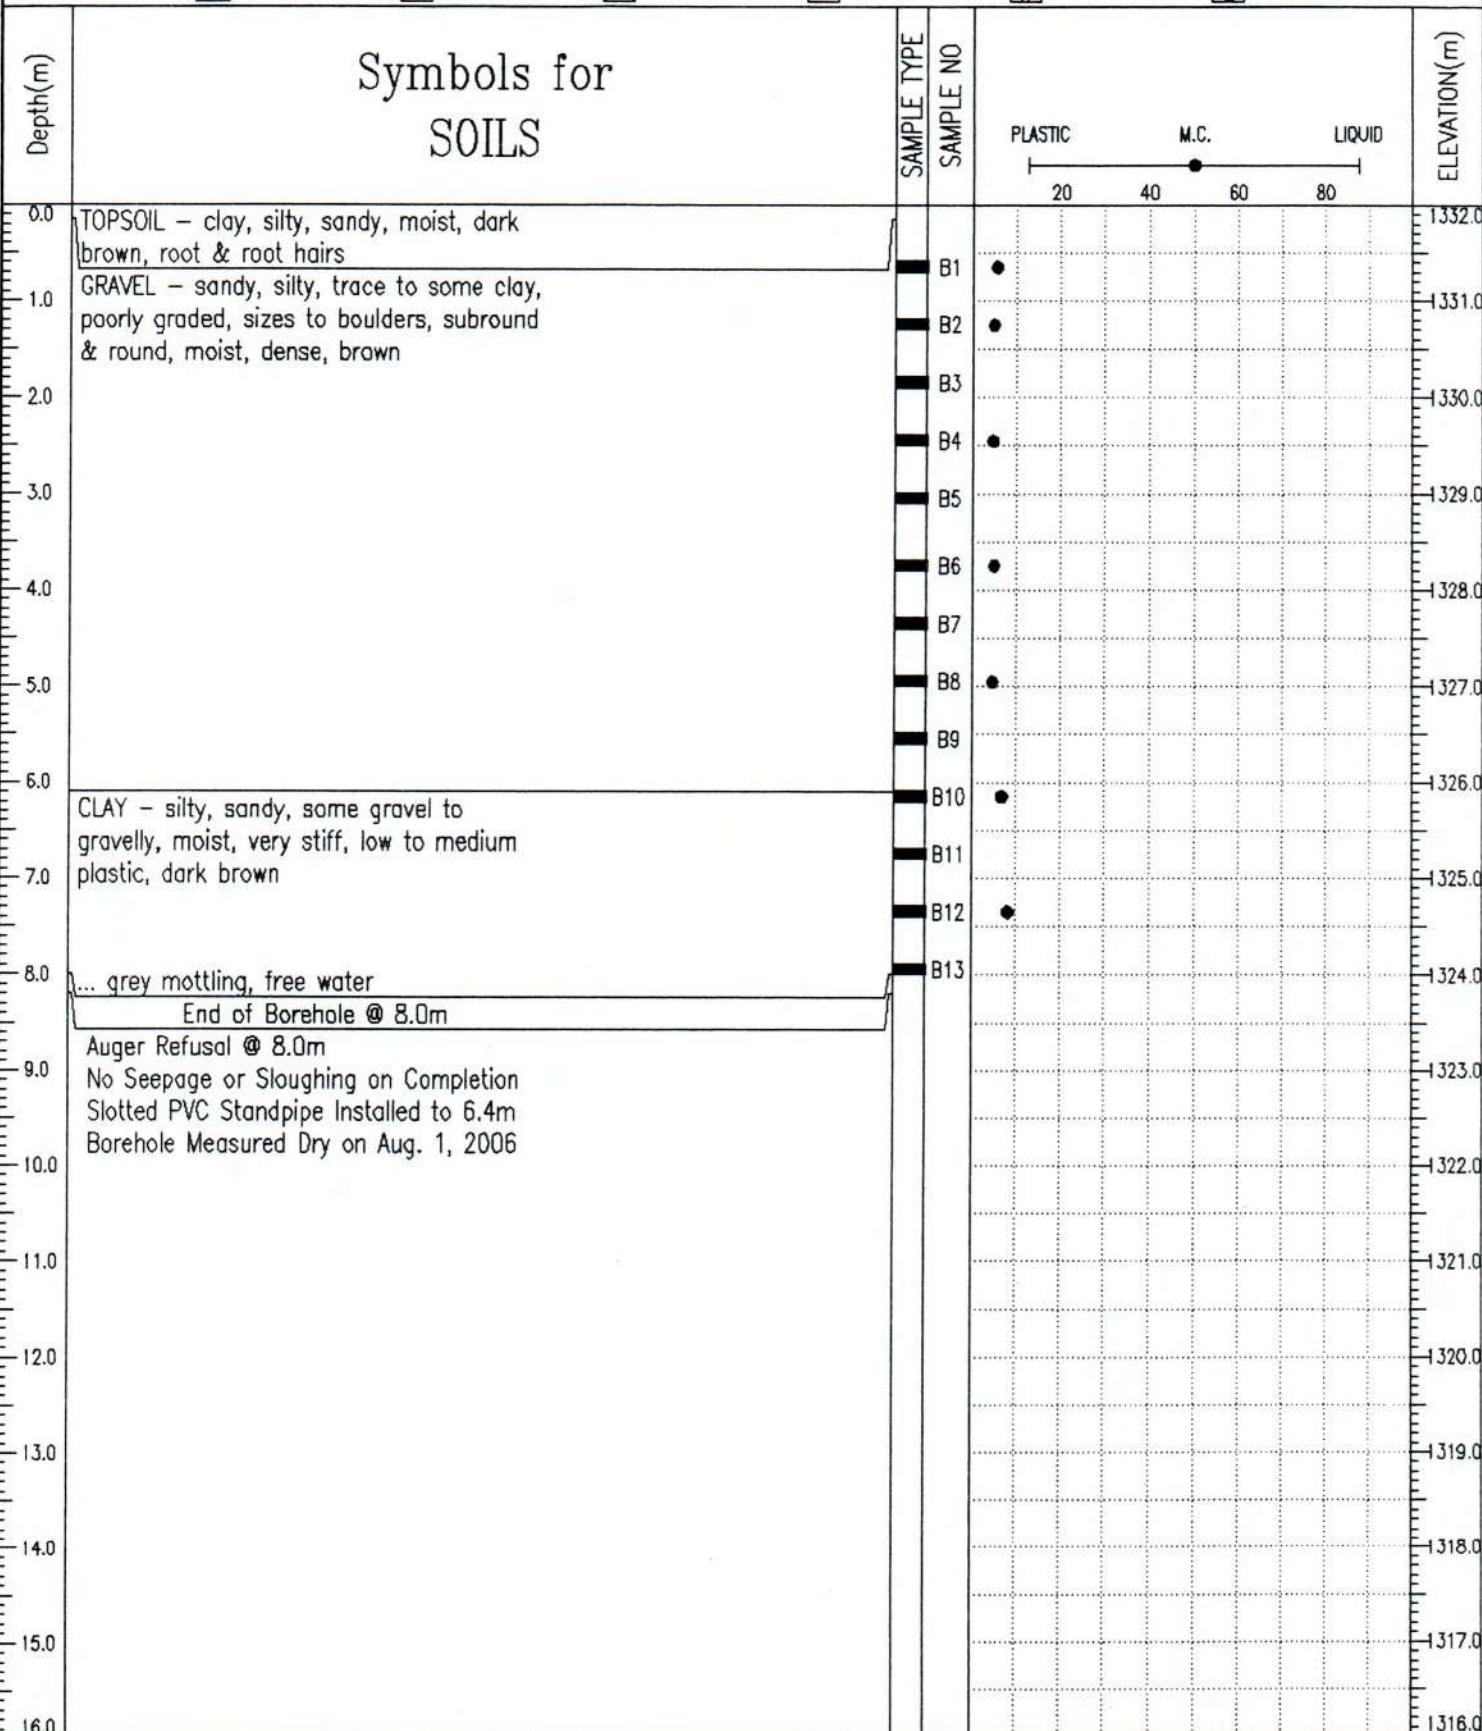 Depth(m)
Symbols for
SOILS
SAMPLE TYPE
SAMPLE NO
PLASTIC M.C. LIQUID
20 40 60 80
ELEVATION(m)
0.0
TOPSOIL – clay, silty, sandy, moist, dark
brown, root & root hairs
1332.0
B1
GRAVEL – sandy, silty, trace to some clay,
1.0
1331.0
poorly graded, sizes to boulders, subround
B2
& round, moist, dense, brown
B3
2.0
1330.0
B4
3.0
B5
1329.0
B6
4.0
1328.0
B7
5.0
B8
1327.0
B9
6.0
1326.0
B10
CLAY – silty, sandy, some gravel to
gravelly, moist, very stiff, low to medium
B11
plastic, dark brown
7.0
1325.0
B12
8.0
B13
1324.0
... grey mottling, free water
End of Borehole @ 8.0m
Auger Refusal @ 8.0m
9.0
1323.0
No Seepage or Sloughing on Completion
Slotted PVC Standpipe Installed to 6.4m
Borehole Measured Dry on Aug. 1, 2006
10.0
1322.0
11.0
1321.0
12.0
1320.0
13.0
1319.0
14.0
1318.0
15.0
1317.0
16.0
1316.0